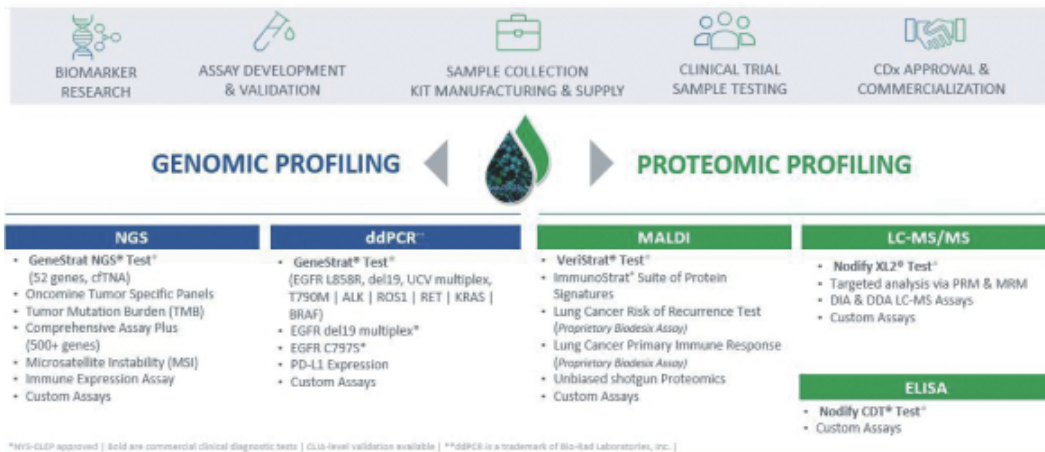 BIOMARKER
RESEARCH
ASSAY DEVELOPMENT
& VALIDATION
SAMPLE COLLECTION
KIT MANUFACTURING & SUPPLY
CLINICAL TRIAL
SAMPLE TESTING
CDx APPROVAL &
COMMERCIALIZATION
GENOMIC PROFILING
PROTEOMIC PROFILING
NGS
• GeneStrat NGS® Test*
(52 genes, cfTNA)
• Oncomine Tumor Specific Panels
• Tumor Mutation Burden (TMB)
• Comprehensive Assay Plus
(500+ genes)
• Microsatellite Instability (MSI)
• Immune Expression Assay
• Custom Assays
ddPCR**
• GeneStrat® Test*
(EGFR L858R, del19, UCV multiplex,
T790M | ALK | ROS1 | RET | KRAS |
BRAF)
• EGFR del19 multiplex*
• EGFR C797S*
• PD-L1 Expression
• Custom Assays
MALDI
• VeriStrat® Test*
• ImmunoStrat* Suite of Protein
Signatures
• Lung Cancer Risk of Recurrence Test
(Proprietary Biodesix Assay)
• Lung Cancer Primary Immune Response
(Proprietary Biodesix Assay)
• Unbiased shotgun Proteomics
• Custom Assays
LC-MS/MS
• Nodify XL2® Test*
• Targeted analysis via PRM & MRM
• DIA & DDA LC-MS Assays
• Custom Assays
ELISA
• Nodify CDT® Test*
• Custom Assays
*NYS-CLEP approved | Bold are commercial clinical diagnostic tests | CLIA-level validation available | **ddPCR is a trademark of Bio-Rad Laboratories, Inc. |